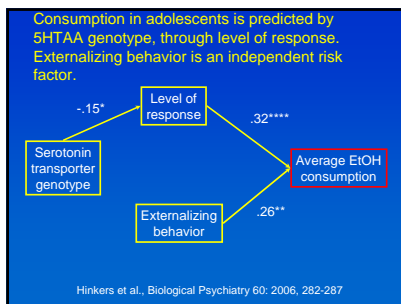 Consumption in adolescents is predicted by
5HTAA genotype, through level of response.
Externalizing behavior is an independent risk
factor.
-.15*
Level of
response
.32****
Serotonin
transporter
genotype
Average EtOH
consumption
Externalizing
behavior
.26**
Hinkers et al., Biological Psychiatry 60: 2006, 282-287